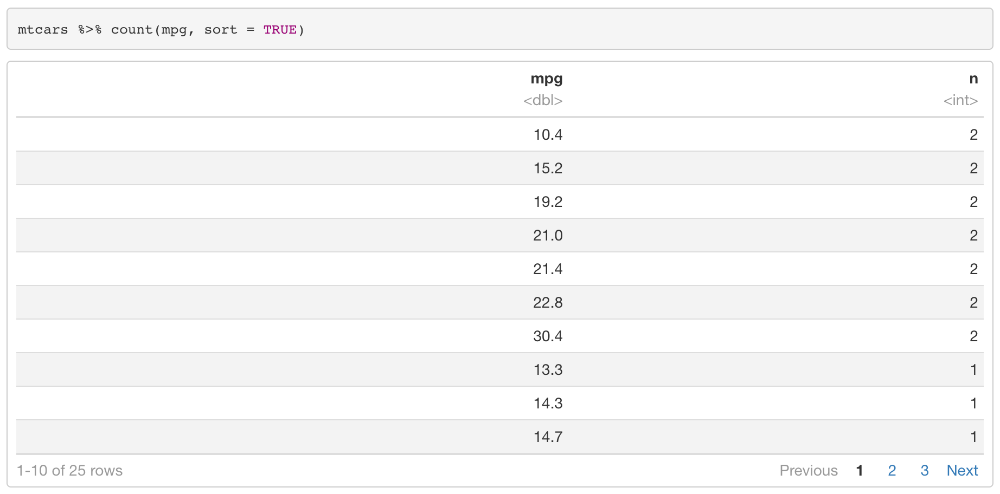 mtcars %>% count(mpg, sort = TRUE)
mpg n
<dbl> <int>
10.4 2
15.2 2
19.2 2
21.0 2
21.4 2
22.8 2
30.4 2
13.3 1
14.3 1
14.7 1
1-10 of 25 rows Previous 1 2 3 Next